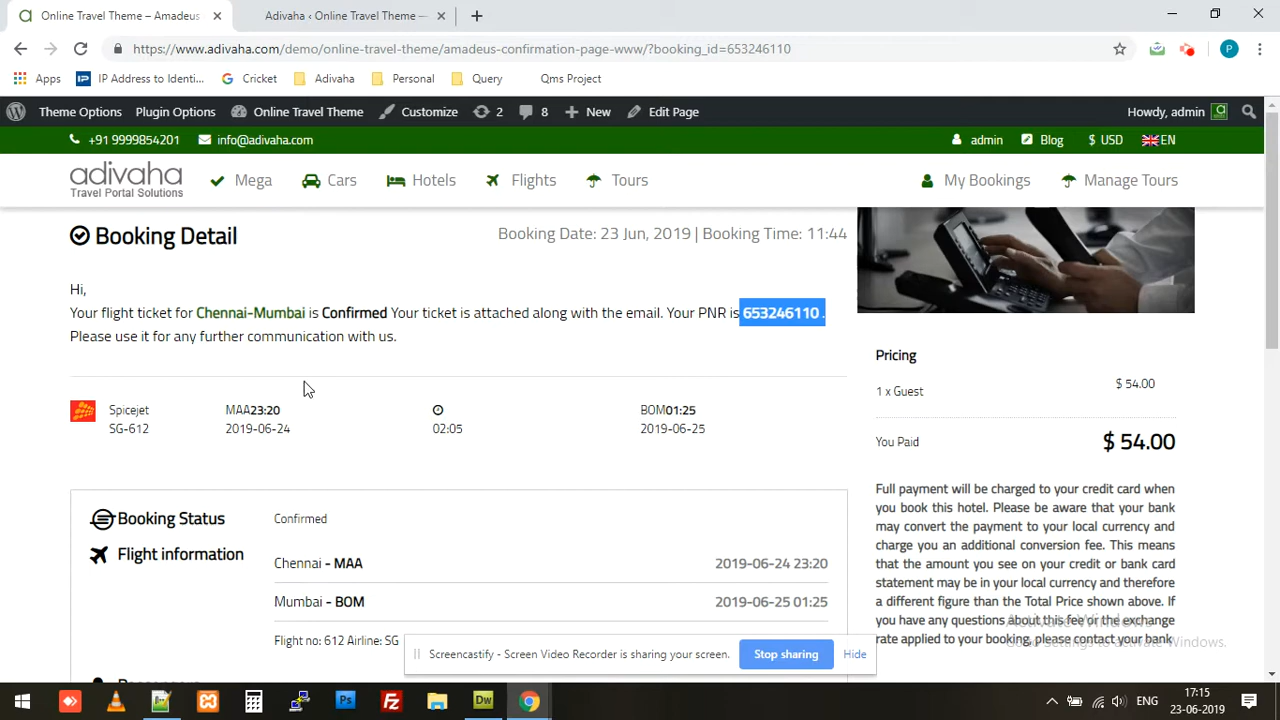 Online Travel Theme – Amadeus
Adivaha ‹ Online Travel Theme —
https://www.adivaha.com/demo/online-travel-theme/amadeus-confirmation-page-www/?booking_id=653246110
P
Apps
IP
IP Address to Identi...
Cricket
Adivaha
Personal
Query
Qms Project
Theme Options
Plugin Options
Online Travel Theme
Customize
2
8
New
Edit Page
Howdy, admin
+91 9999854201
info@adivaha.com
admin
Blog
$ USD
EN
adivaha
Travel Portal Solutions
Mega
Cars
Hotels
Flights
Tours
My Bookings
Manage Tours
Booking Detail
Booking Date: 23 Jun, 2019 | Booking Time: 11:44
Hi,
Your flight ticket for Chennai-Mumbai is Confirmed Your ticket is attached along with the email. Your PNR is 653246110 .
Please use it for any further communication with us.
Spicejet
SG-612
MAA23:20
2019-06-24
02:05
BOM01:25
2019-06-25
Booking Status
Confirmed
Flight information
Chennai - MAA
2019-06-24 23:20
Mumbai - BOM
2019-06-25 01:25
Flight no: 612 Airline: SG
Pricing
1 x Guest
$ 54.00
You Paid
$ 54.00
Full payment will be charged to your credit card when
you book this hotel. Please be aware that your bank
may convert the payment to your local currency and
charge you an additional conversion fee. This means
that the amount you see on your credit or bank card
statement may be in your local currency and therefore
a different figure than the Total Price shown above. If
you have any questions about this fee or the exchange
rate applied to your booking, please contact your bank
Activate Windows
Go to Settings to activate Windows.
Screencastify - Screen Video Recorder is sharing your screen.
Stop sharing
Hide
Ps
Fz
Dw
ENG
17:15
23-06-2019